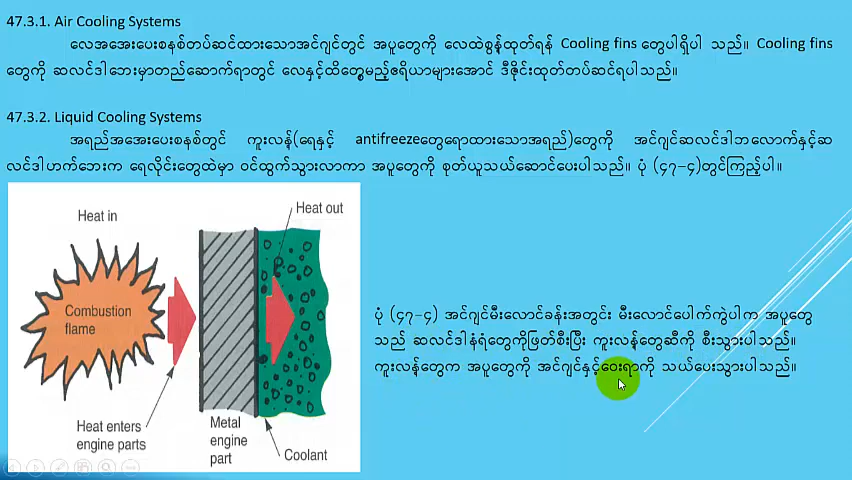 47.3.1. Air Cooling Systems
လေအအေးပေးစနစ်တပ်ဆင်ထားသောအင်ဂျင်တွင် အပူတွေကို လေထဲစွန့်ထုတ်ရန် Cooling fins တွေပါရှိပါ သည်။ Cooling fins
တွေကို ဆလင်ဒါဘေးမှာတည်ဆောက်ရာတွင် လေနှင့်ထိတွေ့မည့်ဧရိယာများအောင် ဒီဇိုင်းထုတ်တပ်ဆင်ရပါသည်။
47.3.2. Liquid Cooling Systems
အရည်အအေးပေးစနစ်တွင် ကူးလန့်(ရေနှင့် antifreezeတွေရောထားသောအရည်)တွေကို အင်ဂျင်ဆလင်ဒါဘလောက်နှင့်ဆ
လင်ဒါဟက်ဘေးက ရေလိုင်းတွေထဲမှာ ဝင်ထွက်သွားလာကာ အပူတွေကို စုတ်ယူသယ်ဆောင်ပေးပါသည်။ ပုံ (၄၇–၄)တွင်ကြည့်ပါ။
Heat in
Heat out
Combustion
flame
Heat enters
engine parts
Metal
engine
part
Coolant
ပုံ (၄၇–၄) အင်ဂျင်မီးလောင်ခန်းအတွင်း မီးလောင်ပေါက်ကွဲပါက အပူတွေ
သည် ဆလင်ဒါနံရံတွေကိုဖြတ်စီးပြီး ကူးလန့်တွေဆီကို စီးသွားပါသည်။
ကူးလန့်တွေက အပူတွေကို အင်ဂျင်နှင့်ဝေးရာကို သယ်ပေးသွားပါသည်။